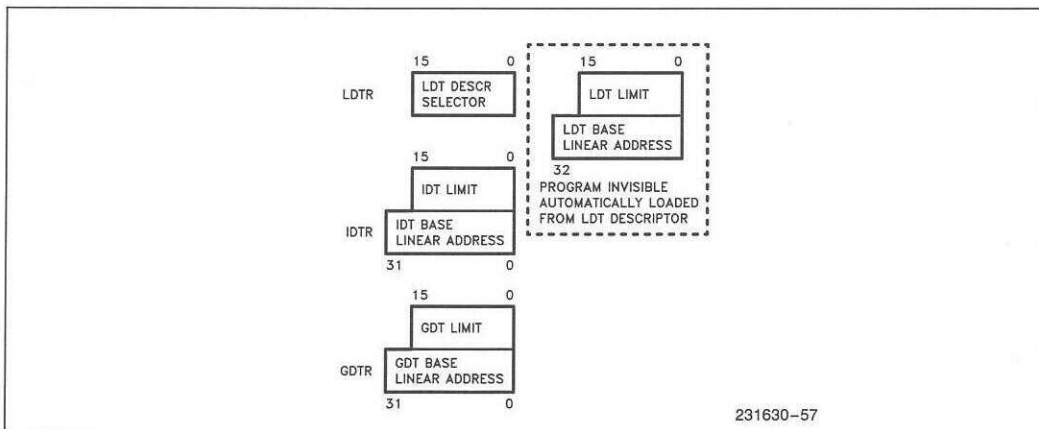 15 0
LDTR
LDT DESCR
SELECTOR
15 0
LDT LIMIT
LDT BASE
LINEAR ADDRESS
32
PROGRAM INVISIBLE
AUTOMATICALLY LOADED
FROM LDT DESCRIPTOR
15 0
IDT LIMIT
IDTR
IDT BASE
LINEAR ADDRESS
31 0
15 0
GDT LIMIT
GDTR
GDT BASE
LINEAR ADDRESS
31 0
231630-57